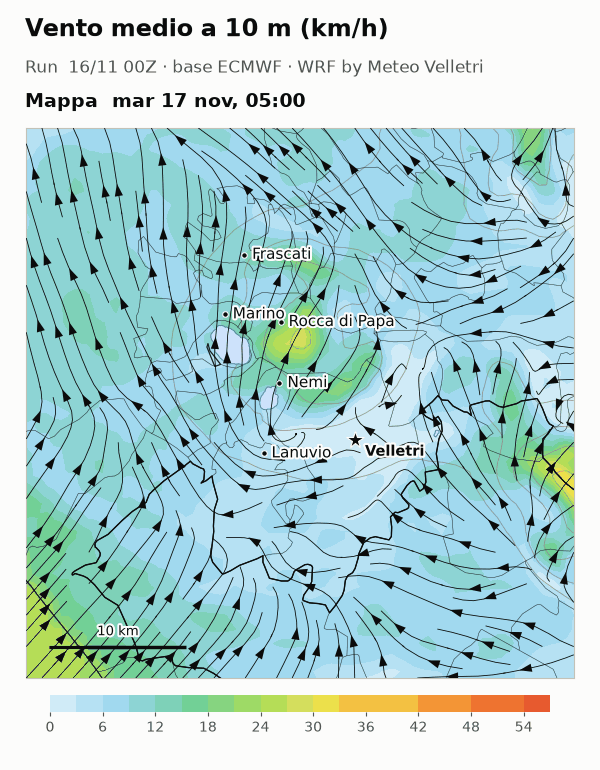 Vento medio a 10 m (km/h)
Run  16/11 00Z · base ECMWF · WRF by Meteo Velletri
Mappa  mar 17 nov, 05:00
Frascati
Marino
Rocca di Papa
Nemi
Velletri
Lanuvio
10 km
0 6 12 18 24 30 36 42 48 54